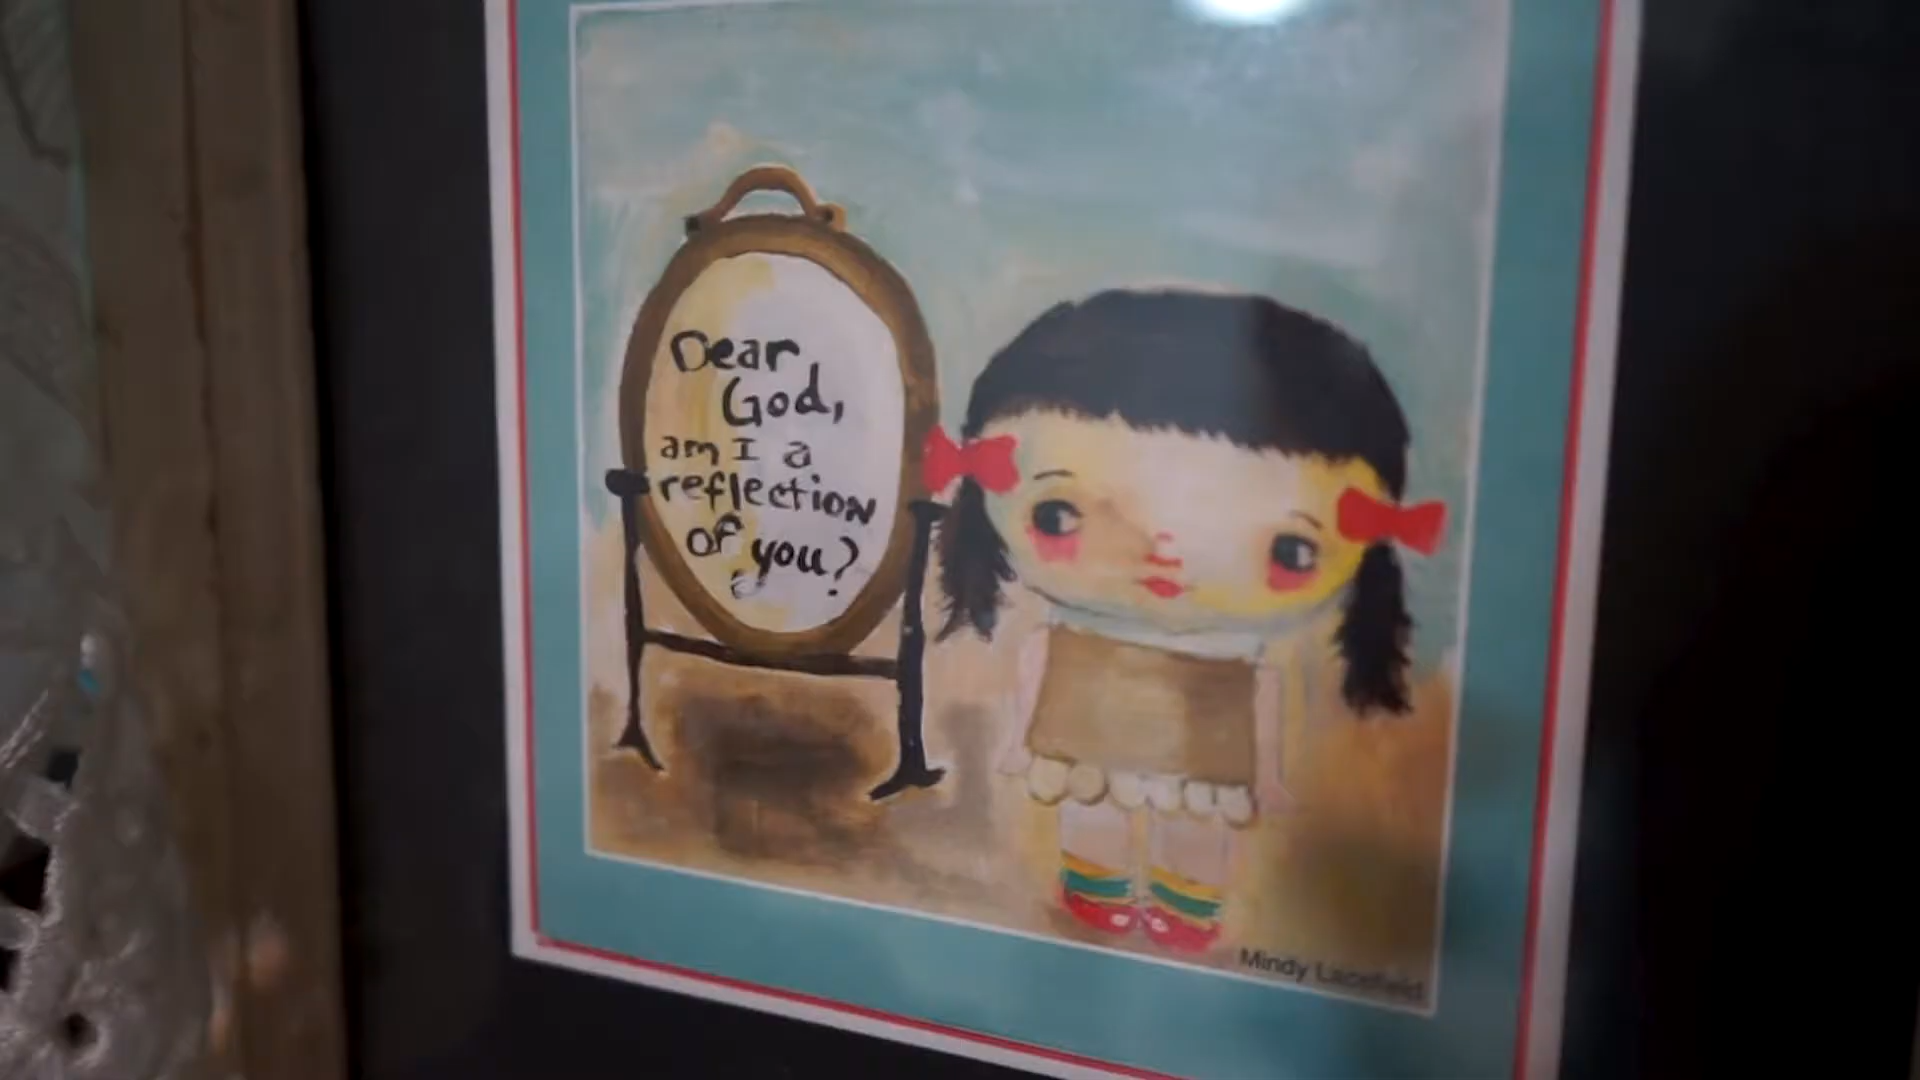 Dear
God,
am I a
reflection
of you?
Mindy Lacefield